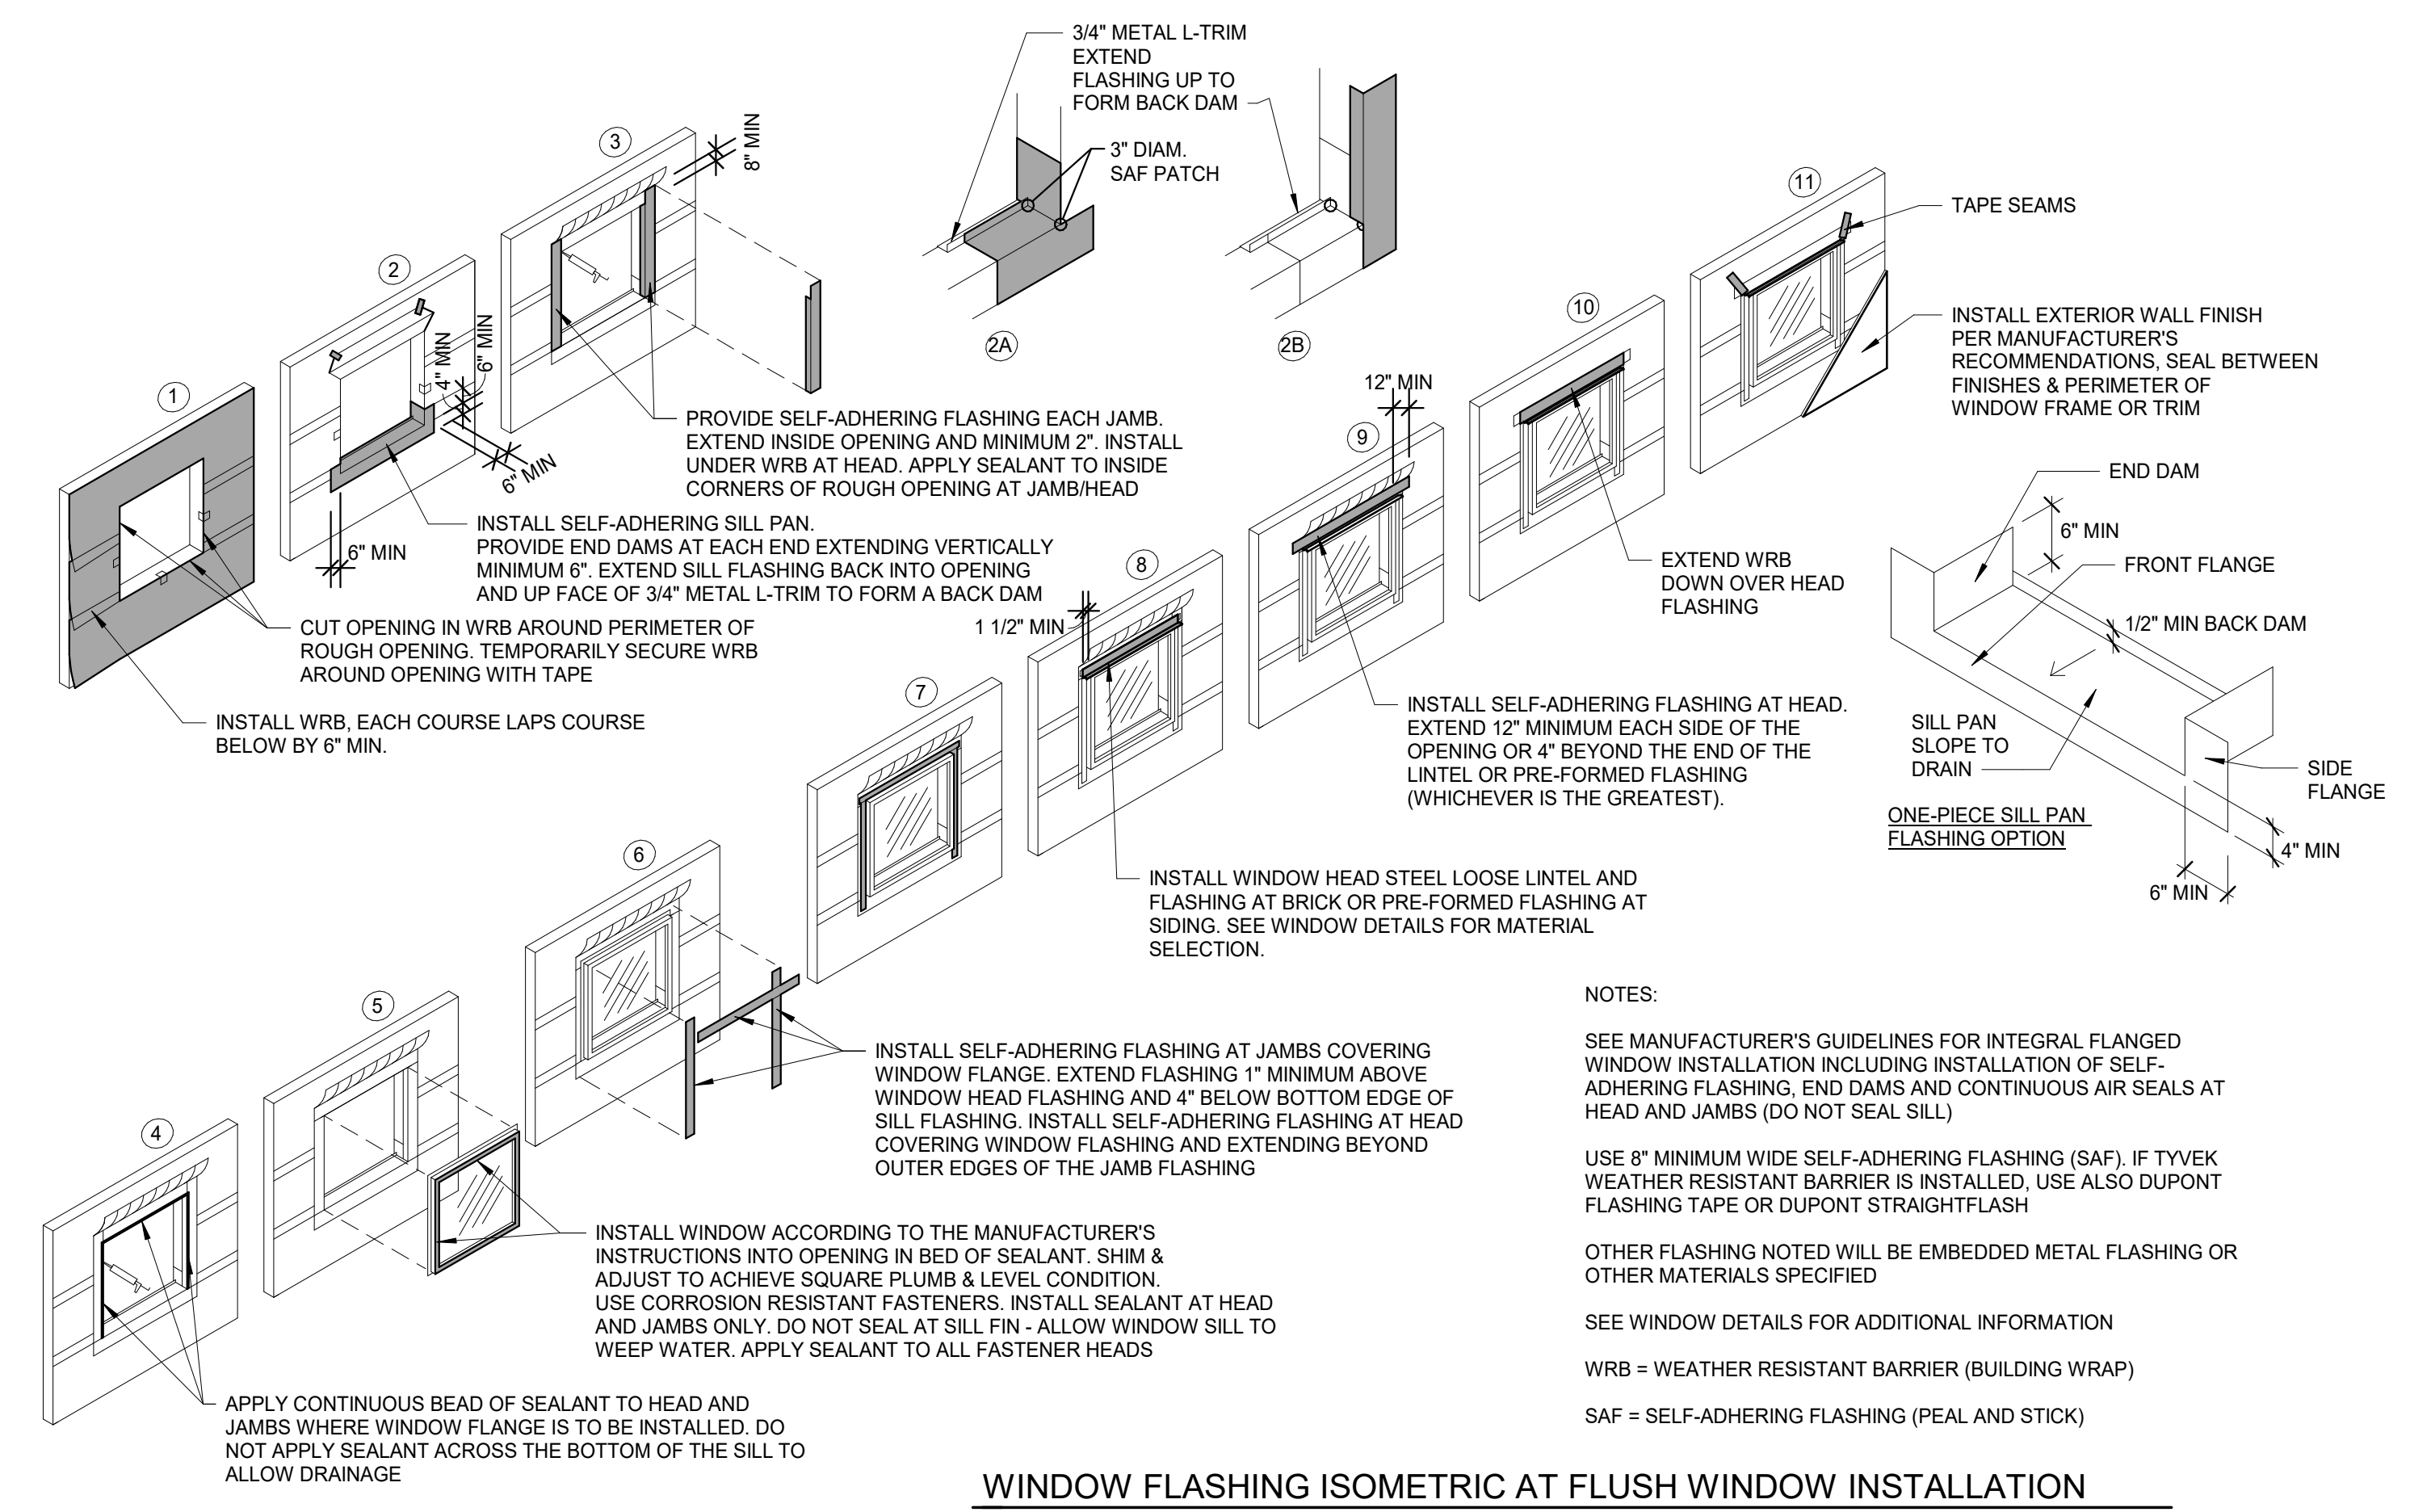 1
CUT OPENING IN WRB AROUND PERIMETER OF
ROUGH OPENING. TEMPORARILY SECURE WRB
AROUND OPENING WITH TAPE
INSTALL WRB, EACH COURSE LAPS COURSE
BELOW BY 6" MIN.
2
4" MIN
6" MIN
6" MIN
6" MIN
INSTALL SELF-ADHERING SILL PAN.
PROVIDE END DAMS AT EACH END EXTENDING VERTICALLY
MINIMUM 6". EXTEND SILL FLASHING BACK INTO OPENING
AND UP FACE OF 3/4" METAL L-TRIM TO FORM A BACK DAM
3
8" MIN
PROVIDE SELF-ADHERING FLASHING EACH JAMB.
EXTEND INSIDE OPENING AND MINIMUM 2". INSTALL
UNDER WRB AT HEAD. APPLY SEALANT TO INSIDE
CORNERS OF ROUGH OPENING AT JAMB/HEAD
3/4" METAL L-TRIM
EXTEND
FLASHING UP TO
FORM BACK DAM
3" DIAM.
SAF PATCH
2A
2B
4
APPLY CONTINUOUS BEAD OF SEALANT TO HEAD AND
JAMBS WHERE WINDOW FLANGE IS TO BE INSTALLED. DO
NOT APPLY SEALANT ACROSS THE BOTTOM OF THE SILL TO
ALLOW DRAINAGE
5
INSTALL WINDOW ACCORDING TO THE MANUFACTURER'S
INSTRUCTIONS INTO OPENING IN BED OF SEALANT. SHIM &
ADJUST TO ACHIEVE SQUARE PLUMB & LEVEL CONDITION.
USE CORROSION RESISTANT FASTENERS. INSTALL SEALANT AT HEAD
AND JAMBS ONLY. DO NOT SEAL AT SILL FIN - ALLOW WINDOW SILL TO
WEEP WATER. APPLY SEALANT TO ALL FASTENER HEADS
6
INSTALL SELF-ADHERING FLASHING AT JAMBS COVERING
WINDOW FLANGE. EXTEND FLASHING 1" MINIMUM ABOVE
WINDOW HEAD FLASHING AND 4" BELOW BOTTOM EDGE OF
SILL FLASHING. INSTALL SELF-ADHERING FLASHING AT HEAD
COVERING WINDOW FLASHING AND EXTENDING BEYOND
OUTER EDGES OF THE JAMB FLASHING
7
8
1 1/2" MIN
INSTALL WINDOW HEAD STEEL LOOSE LINTEL AND
FLASHING AT BRICK OR PRE-FORMED FLASHING AT
SIDING. SEE WINDOW DETAILS FOR MATERIAL
SELECTION.
9
12" MIN
INSTALL SELF-ADHERING FLASHING AT HEAD.
EXTEND 12" MINIMUM EACH SIDE OF THE
OPENING OR 4" BEYOND THE END OF THE
LINTEL OR PRE-FORMED FLASHING
(WHICHEVER IS THE GREATEST).
10
EXTEND WRB
DOWN OVER HEAD
FLASHING
11
TAPE SEAMS
INSTALL EXTERIOR WALL FINISH
PER MANUFACTURER'S
RECOMMENDATIONS, SEAL BETWEEN
FINISHES & PERIMETER OF
WINDOW FRAME OR TRIM
END DAM
6" MIN
FRONT FLANGE
1/2" MIN BACK DAM
SILL PAN
SLOPE TO
DRAIN
SIDE
FLANGE
4" MIN
6" MIN
ONE-PIECE SILL PAN
FLASHING OPTION
NOTES:
SEE MANUFACTURER'S GUIDELINES FOR INTEGRAL FLANGED
WINDOW INSTALLATION INCLUDING INSTALLATION OF SELF-
ADHERING FLASHING, END DAMS AND CONTINUOUS AIR SEALS AT
HEAD AND JAMBS (DO NOT SEAL SILL)
USE 8" MINIMUM WIDE SELF-ADHERING FLASHING (SAF). IF TYVEK
WEATHER RESISTANT BARRIER IS INSTALLED, USE ALSO DUPONT
FLASHING TAPE OR DUPONT STRAIGHTFLASH
OTHER FLASHING NOTED WILL BE EMBEDDED METAL FLASHING OR
OTHER MATERIALS SPECIFIED
SEE WINDOW DETAILS FOR ADDITIONAL INFORMATION
WRB = WEATHER RESISTANT BARRIER (BUILDING WRAP)
SAF = SELF-ADHERING FLASHING (PEAL AND STICK)
WINDOW FLASHING ISOMETRIC AT FLUSH WINDOW INSTALLATION